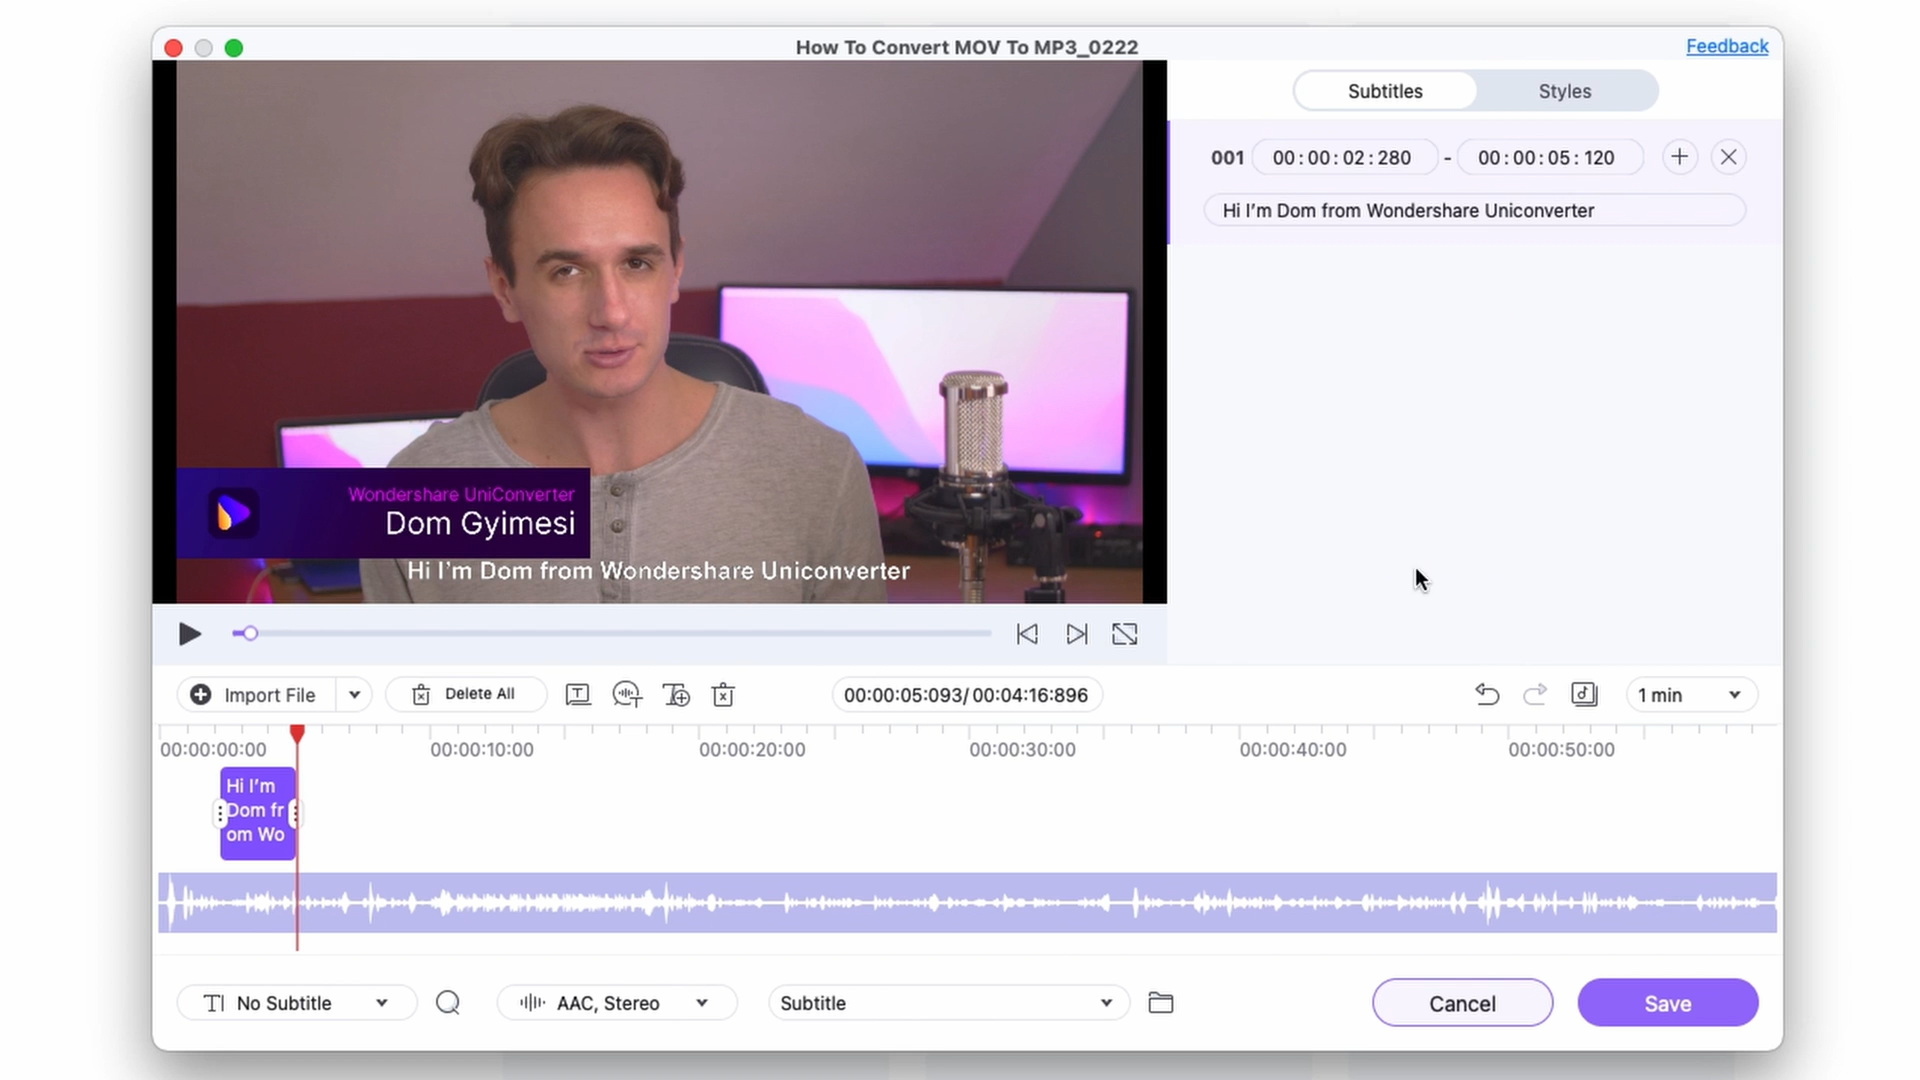 How To Convert MOV To MP3_0222
Feedback
Subtitles
Styles
001 00:00:02:280 - 00:00:05:120
Hi I’m Dom from Wondershare Uniconverter
Wondershare UniConverter
Dom Gyimesi
Hi I’m Dom from Wondershare Uniconverter
Import File
Delete All
00:00:05:093/00:04:16:896
1 min
00:00:00:00
00:00:10:00
00:00:20:00
00:00:30:00
00:00:40:00
00:00:50:00
Hi I’m
Dom fr
om Wo
No Subtitle
AAC, Stereo
Subtitle
Cancel
Save